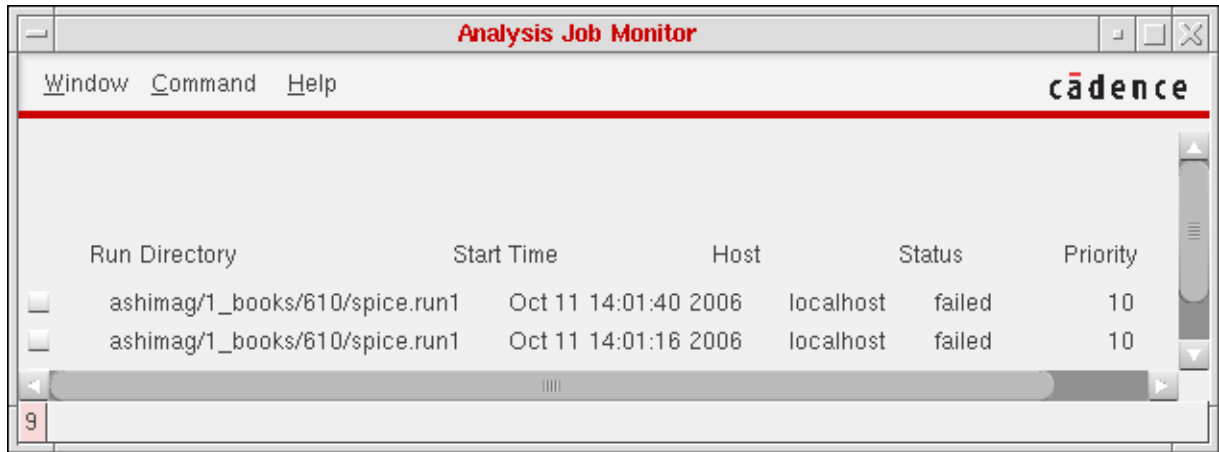 Analysis Job Monitor
Window Command Help cādence
Run Directory Start Time Host Status Priority
ashimag/1_books/610/spice.run1 Oct 11 14:01:40 2006 localhost failed 10
ashimag/1_books/610/spice.run1 Oct 11 14:01:16 2006 localhost failed 10
9